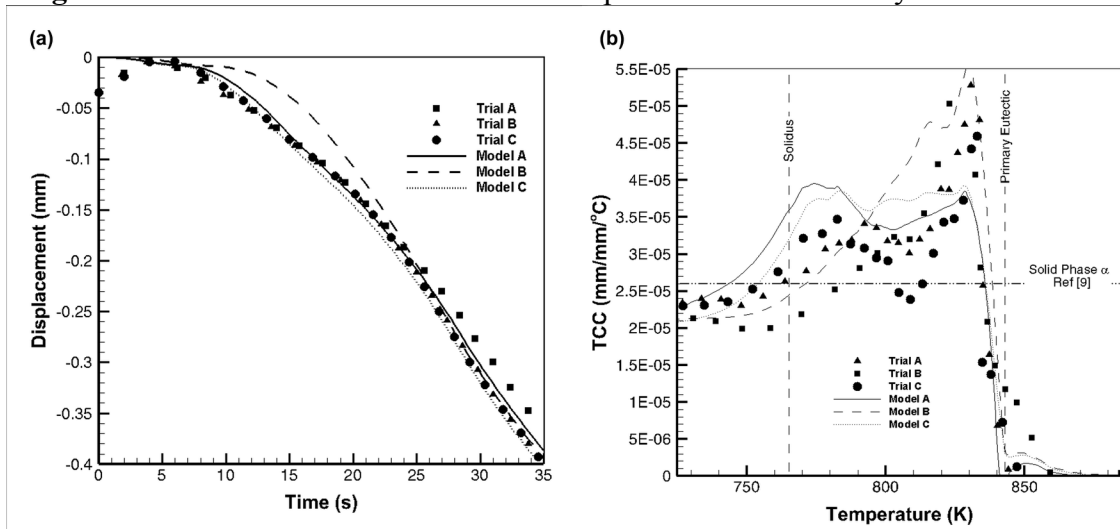 (a)
0
-0.05
-0.1
-0.15
-0.2
-0.25
-0.3
-0.35
-0.4
Displacement (mm)
0 5 10 15 20 25 30 35
Time (s)
Trial A
Trial B
Trial C
Model A
Model B
Model C
(b)
5.5E-05
5E-05
4.5E-05
4E-05
3.5E-05
3E-05
2.5E-05
2E-05
1.5E-05
1E-05
5E-06
0
TCC (mm/mm/°C)
750 800 850
Temperature (K)
Solidus
Primary Eutectic
Solid Phase α
Ref [9]
Trial A
Trial B
Trial C
Model A
Model B
Model C